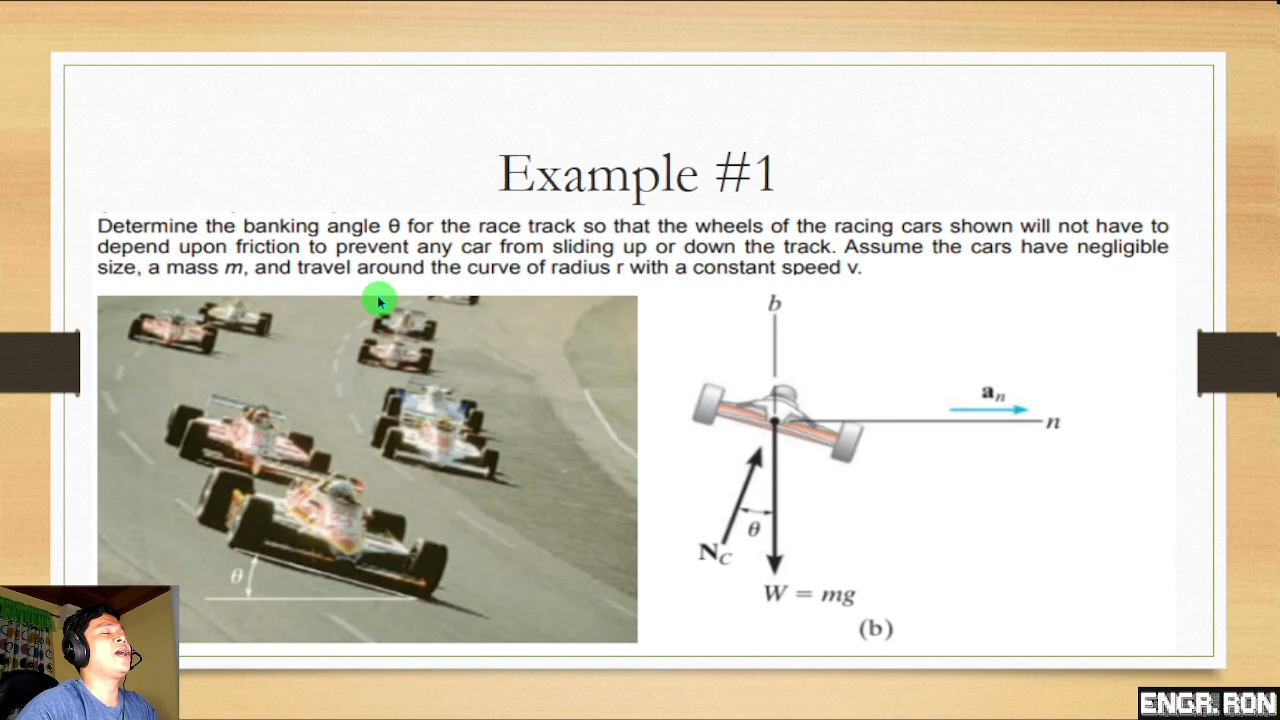 Example #1
Determine the banking angle θ for the race track so that the wheels of the racing cars shown will not have to
depend upon friction to prevent any car from sliding up or down the track. Assume the cars have negligible
size, a mass m, and travel around the curve of radius r with a constant speed v.
b
aₙ
n
θ
N_C
θ
W = mg
(b)
ENGR. RON